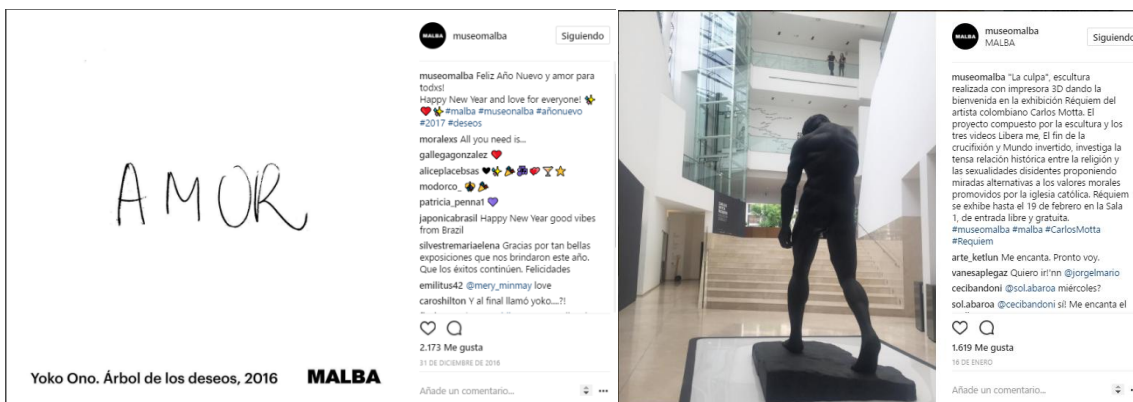 AMOR
Yoko Ono. Árbol de los deseos, 2016 MALBA
MALBA
museomalba
Siguiendo
museomalba Feliz Año Nuevo y amor para
todxs!
Happy New Year and love for everyone! ✨
❤️✨#malba #museonalba #añonuevo
#2017 #deseos
moralexs All you need is...
gallegagonzalez ❤️
aliceplacebsas
modorco_
patricia_penna1 💜
japonicabrasil Happy New Year good vibes
from Brazil
silvestremariaelena Gracias por tan bellas
exposiciones que nos brindaron este año.
Que los éxitos continúen. Felicidades
emilitus42 @mery_minmay love
caroshilton Y al final llamó yoko....?!
2.173 Me gusta
31 DE DICIEMBRE DE 2016
Añade un comentario...
MALBA
museomalba
MALBA
Siguiendo
museomalba "La culpa", escultura
realizada con impresora 3D dando la
bienvenida en la exhibición Réquiem del
artista colombiano Carlos Motta. El
proyecto compuesto por la escultura y los
tres videos Libera me, El fin de la
crucifixión y Mundo invertido, investiga la
tensa relación histórica entre la religión y
las sexualidades disidentes proponiendo
miradas alternativas a los valores morales
promovidos por la iglesia católica. Réquiem
se exhibe hasta el 19 de febrero en la Sala
1, de entrada libre y gratuita.
#museomalba #malba #CarlosMotta
#Requiem
arte_ketlun Me encanta. Pronto voy.
vanesaplegaz Quiero ir!'nn @jorgelmario
cecibandoni @sol.abaroa miércoles?
sol.abaroa @cecibandoni sí! Me encanta el
1.619 Me gusta
16 DE ENERO
Añade un comentario...